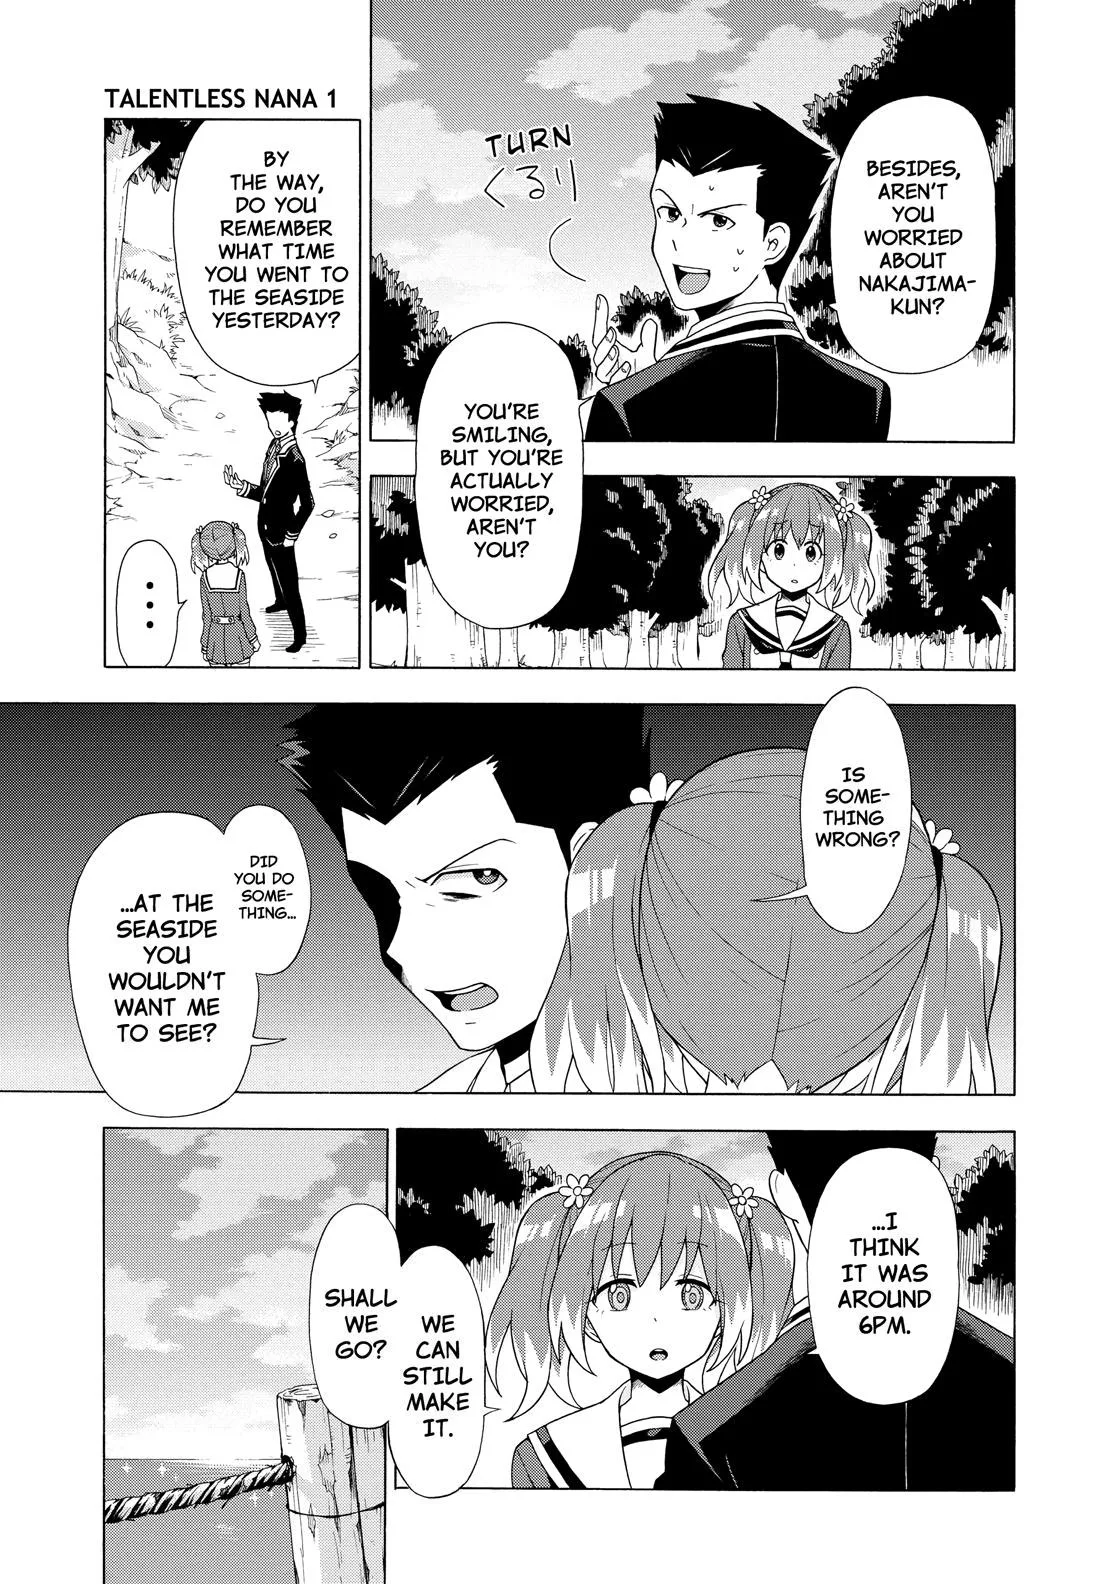 TALENTLESS NANA 1
BESIDES,
AREN'T
YOU
WORRIED
ABOUT
NAKAJIMA-
KUN?
TURN
くるり
YOU'RE
SMILING,
BUT YOU'RE
ACTUALLY
WORRIED,
AREN'T
YOU?
BY
THE WAY,
DO YOU
REMEMBER
WHAT TIME
YOU WENT TO
THE SEASIDE
YESTERDAY?
...
IS
SOME-
THING
WRONG?
DID
YOU DO
SOME-
THING...
...AT THE
SEASIDE
YOU
WOULDN'T
WANT ME
TO SEE?
...I
THINK
IT WAS
AROUND
6PM.
WE
CAN
STILL
MAKE
IT.
SHALL
WE
GO?